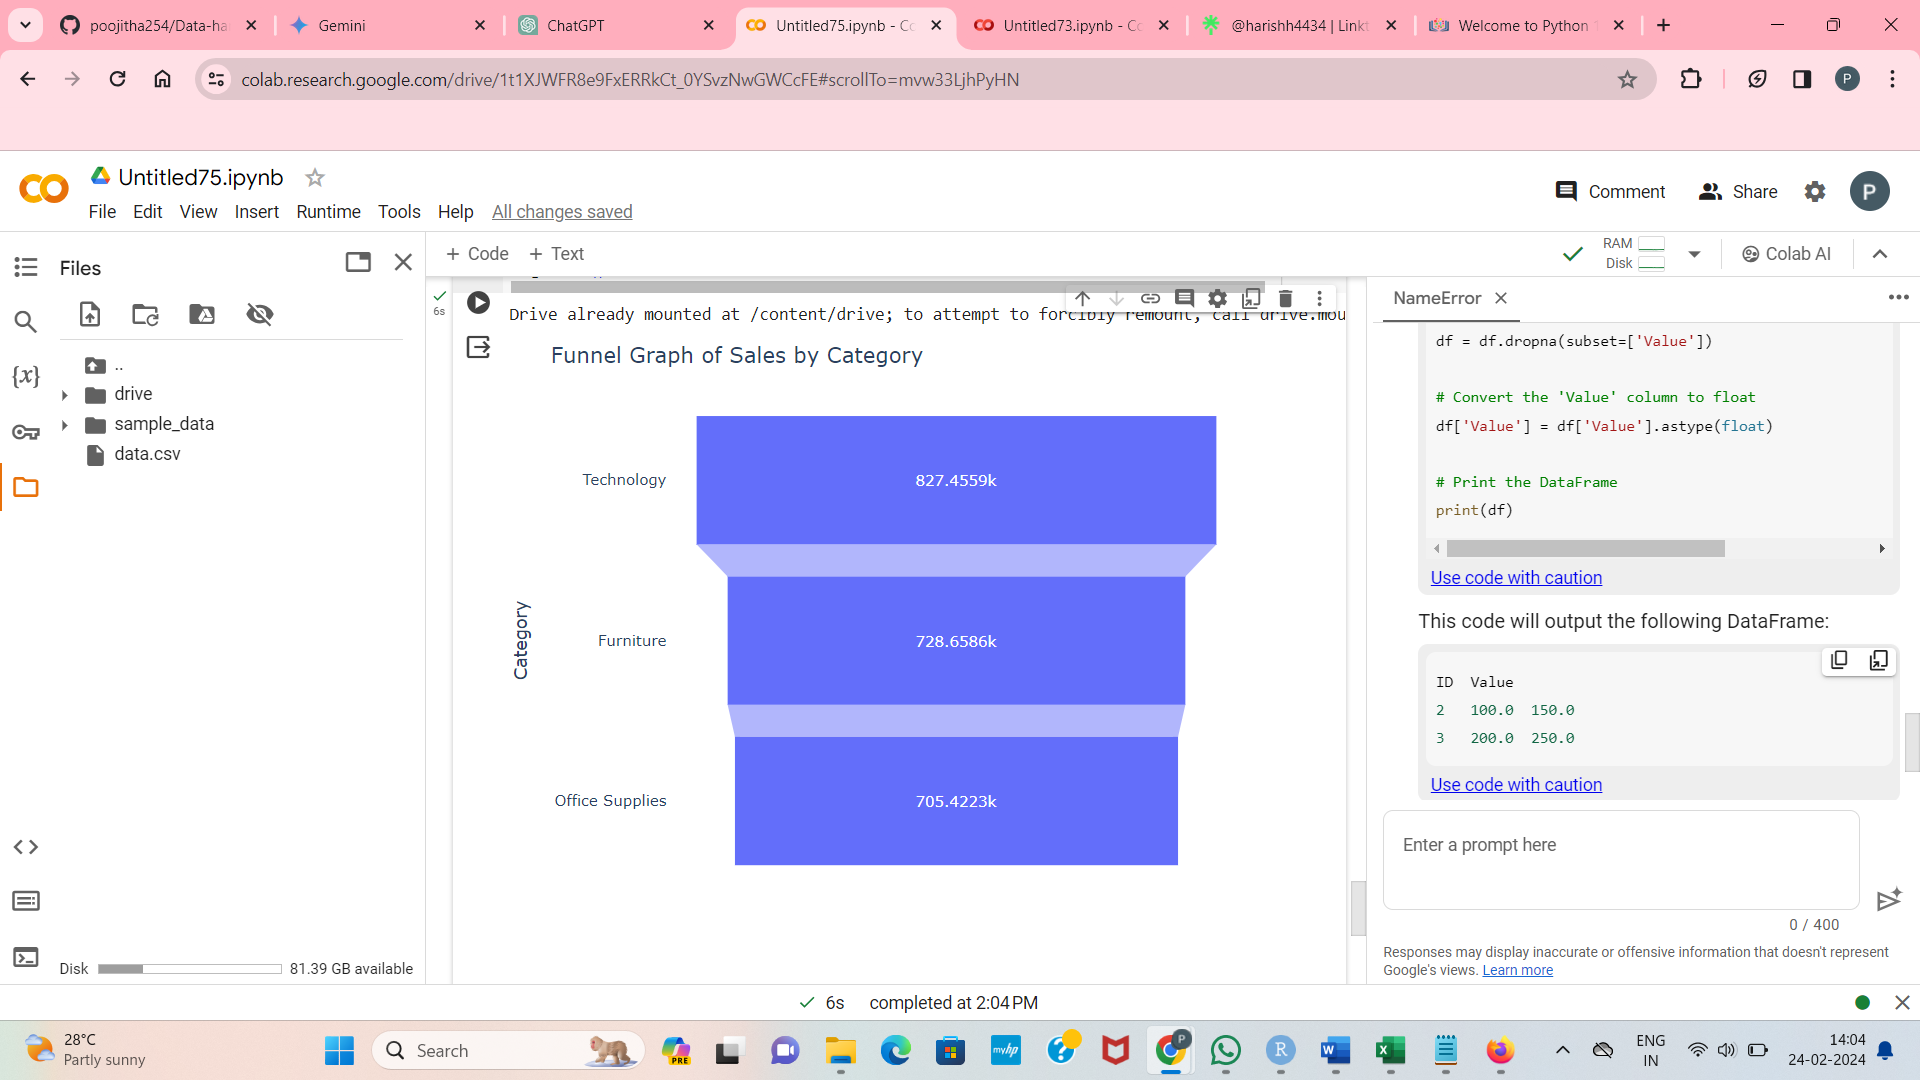 poojitha254/Data-ha
Gemini
ChatGPT
Untitled75.ipynb - Co
Untitled73.ipynb - Co
@harishh4434 | Linkt
Welcome to Python
colab.research.google.com/drive/1t1XJWFR8e9FxERRkCt_0YSvzNwGWCcFE#scrollTo=mvw33LjhPyHN
P
CO
Untitled75.ipynb
File Edit View Insert Runtime Tools Help All changes saved
Comment
Share
P
Files
+ Code + Text
RAM
Disk
Colab AI
..
drive
sample_data
data.csv
{x}
Disk
81.39 GB available
6s
Drive already mounted at /content/drive; to attempt to forcibly remount, call drive.mou
Funnel Graph of Sales by Category
Category
Technology
827.4559k
Furniture
728.6586k
Office Supplies
705.4223k
NameError
df = df.dropna(subset=['Value'])
# Convert the 'Value' column to float
df['Value'] = df['Value'].astype(float)
# Print the DataFrame
print(df)
Use code with caution
This code will output the following DataFrame:
ID Value
2 100.0 150.0
3 200.0 250.0
Use code with caution
Enter a prompt here
0 / 400
Responses may display inaccurate or offensive information that doesn't represent
Google's views. Learn more
6s completed at 2:04 PM
28°C
Partly sunny
Search
PRE
myhp
P
R
W
X
ENG
IN
14:04
24-02-2024